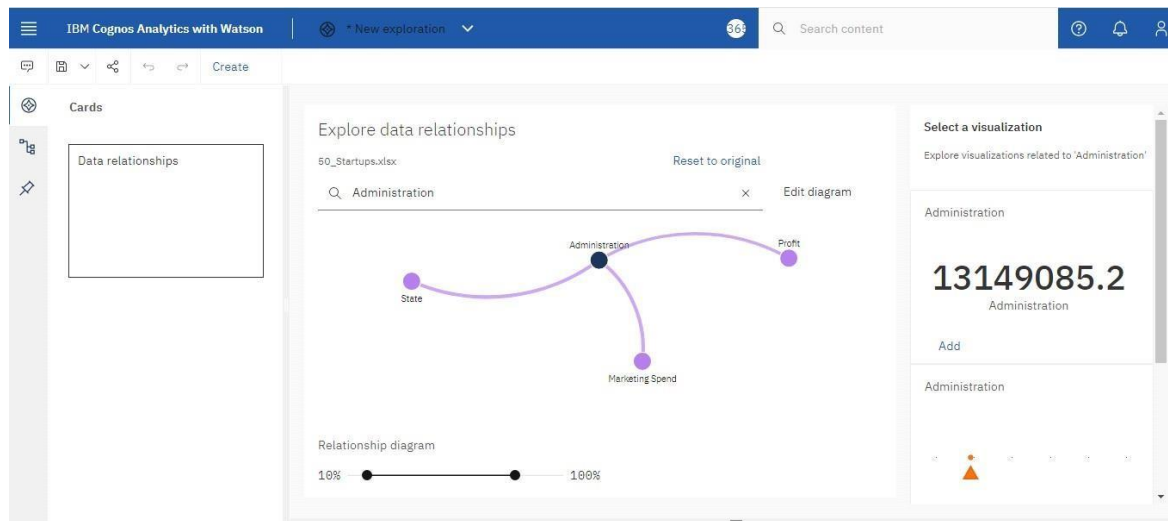 IBM Cognos Analytics with Watson
* New exploration
365
Search content
Create
Cards
Data relationships
Explore data relationships
50_Startups.xlsx
Reset to original
Administration
Edit diagram
Administration
Profit
State
Marketing Spend
Relationship diagram
10%
100%
Select a visualization
Explore visualizations related to 'Administration'
Administration
13149085.2
Administration
Add
Administration